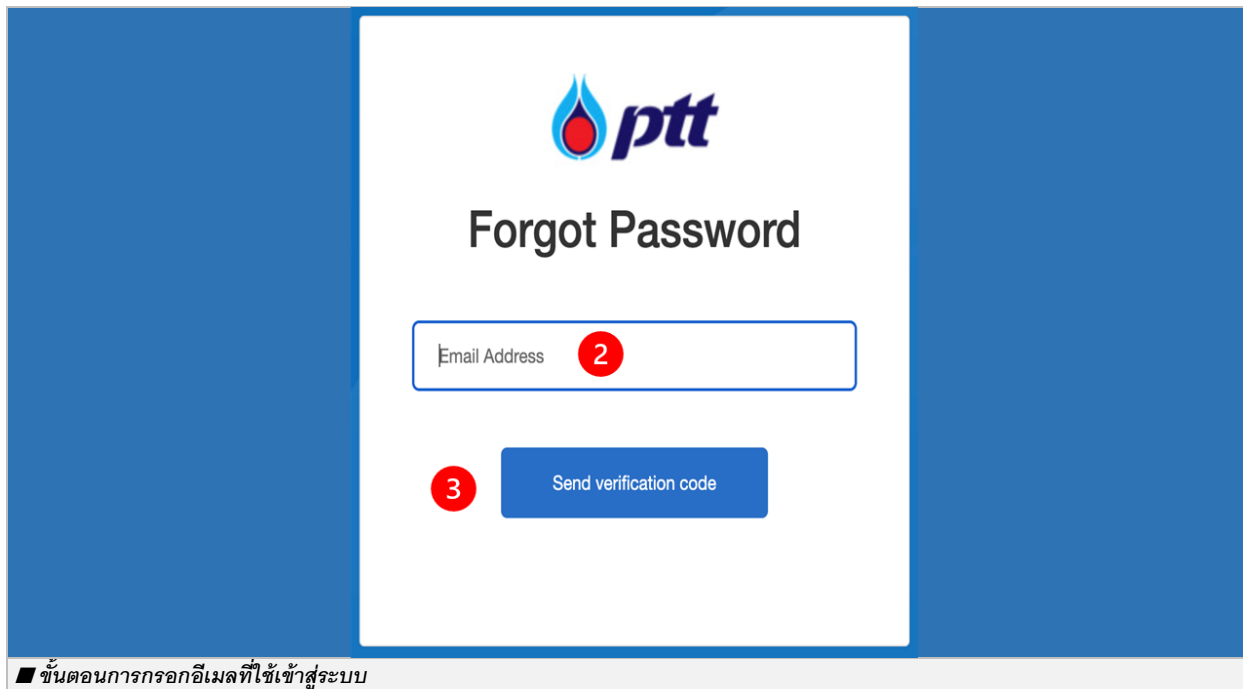 ptt
Forgot Password
Email Address 2
3 Send verification code
■ ขั้นตอนการกรอกอีเมลที่ใช้เข้าสู่ระบบ